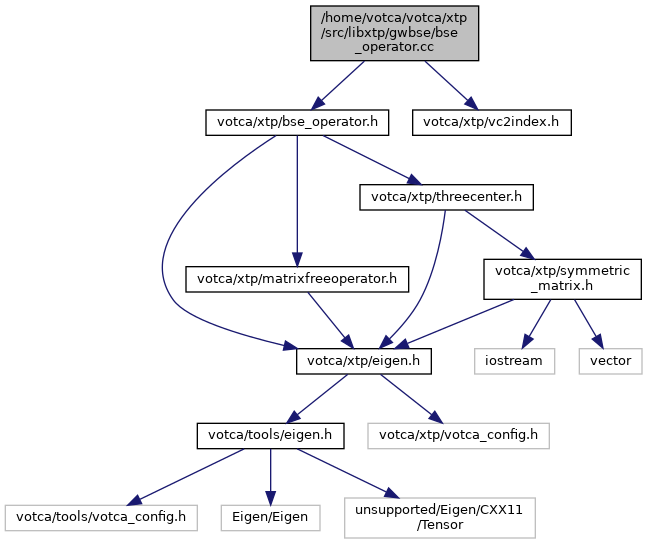 /home/votca/votca/xtp
/src/libxtp/gwbse/bse
_operator.cc
votca/xtp/bse_operator.h
votca/xtp/vc2index.h
votca/xtp/threecenter.h
votca/xtp/matrixfreeoperator.h
votca/xtp/symmetric
_matrix.h
votca/xtp/eigen.h
iostream
vector
votca/tools/eigen.h
votca/xtp/votca_config.h
votca/tools/votca_config.h
Eigen/Eigen
unsupported/Eigen/CXX11
/Tensor